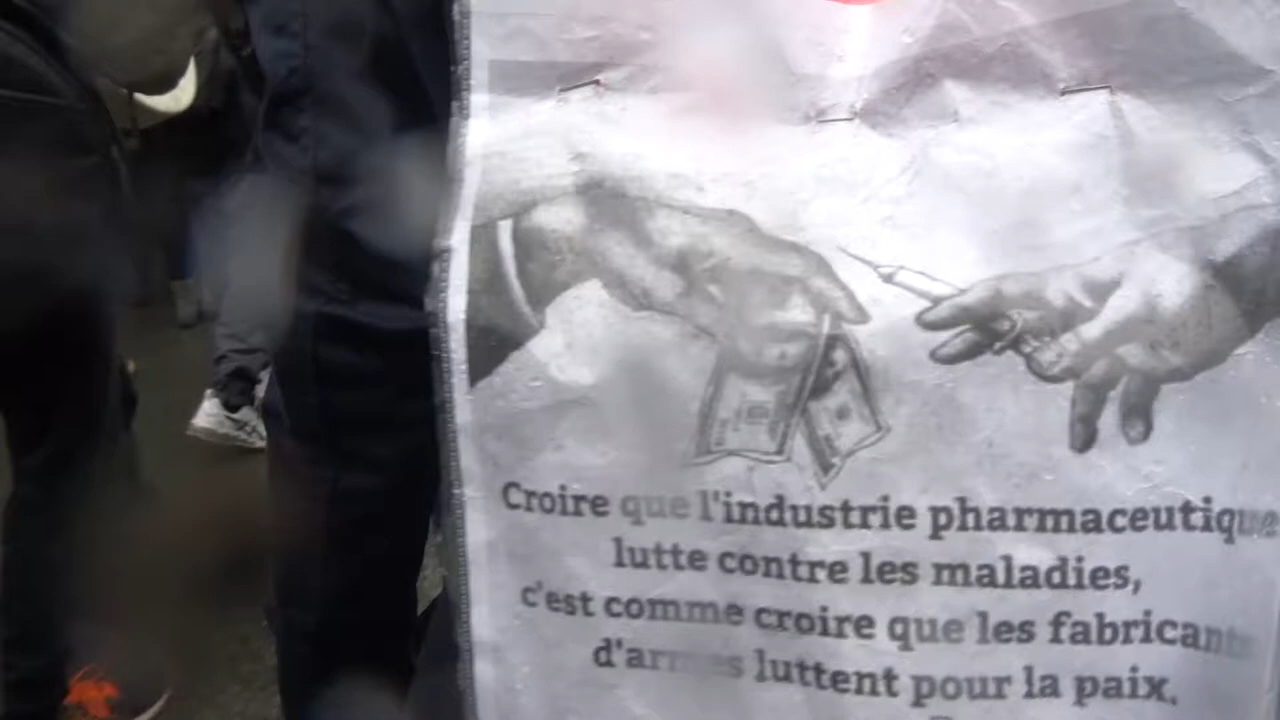 Croire que l'industrie pharmaceutique
lutte contre les maladies,
c'est comme croire que les fabricants
d'armes luttent pour la paix.